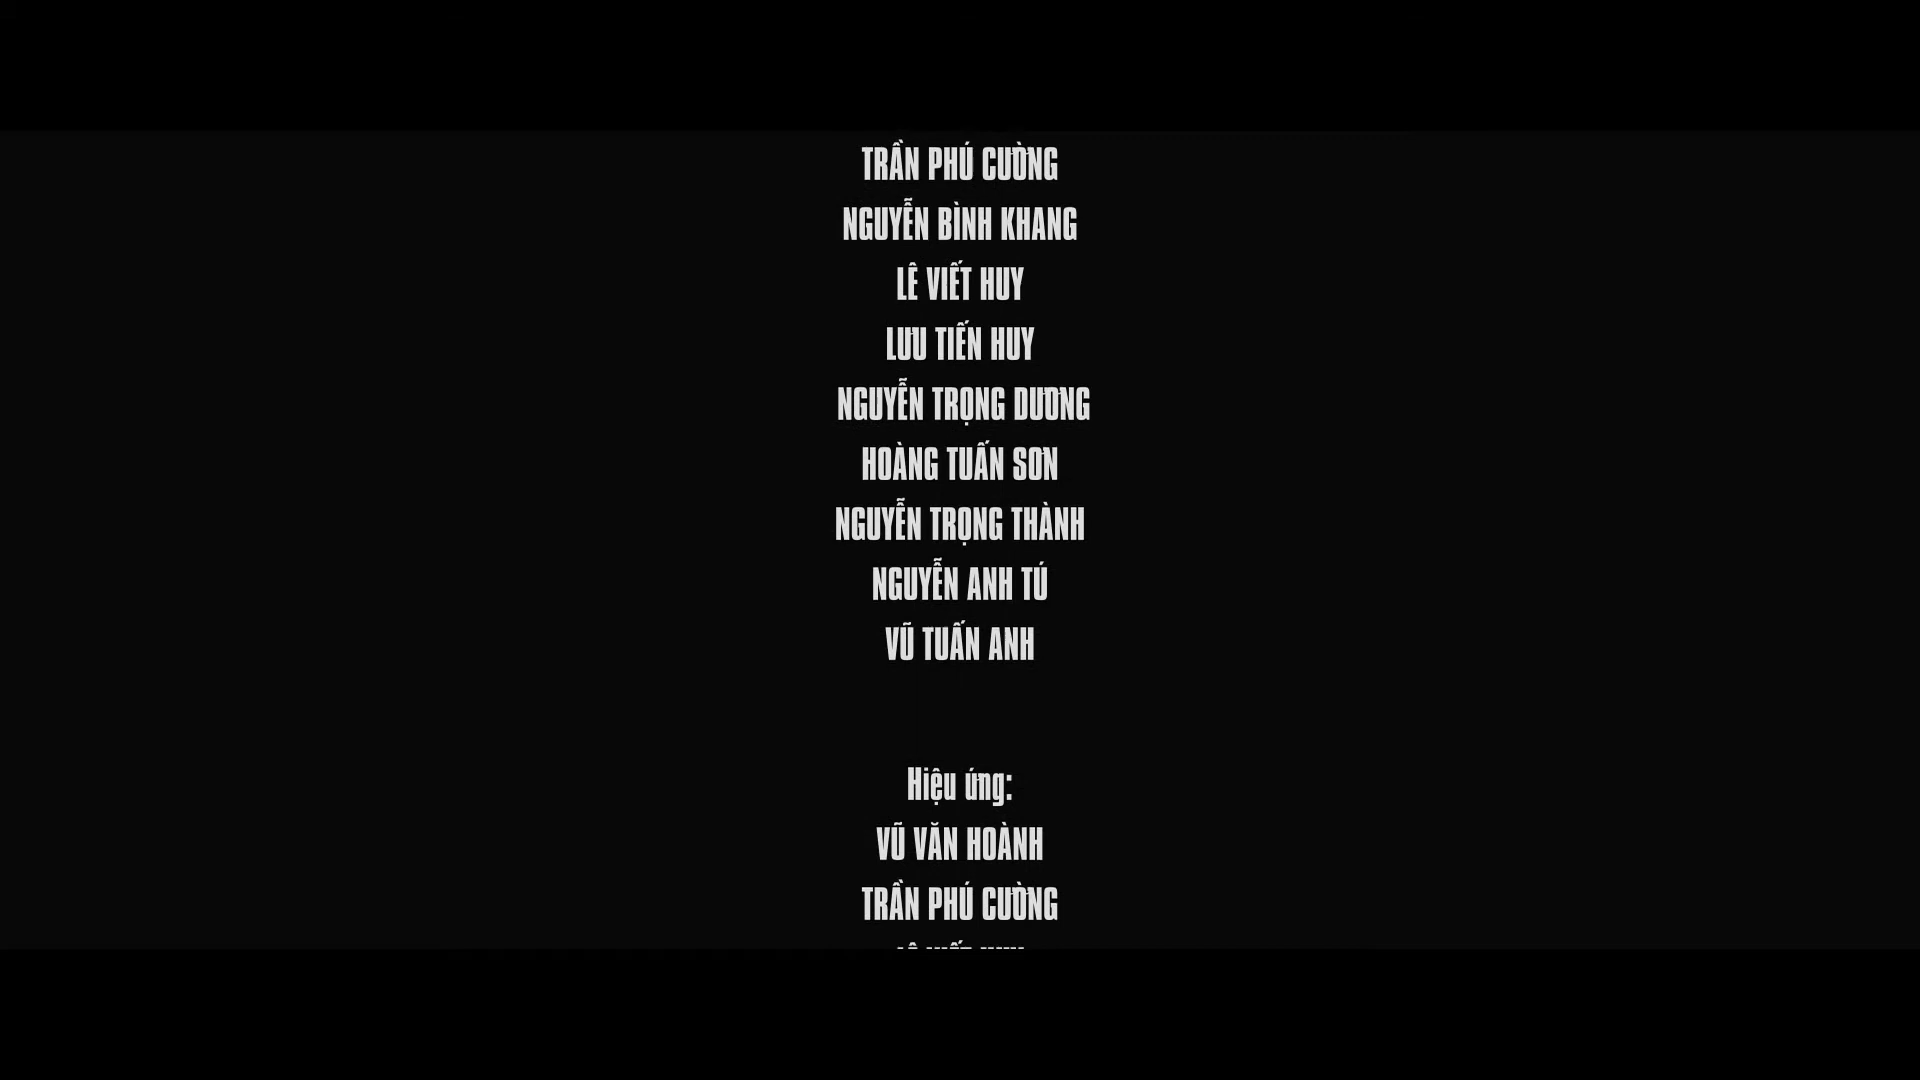 TRẦN PHÚ CƯỜNG
NGUYỄN BÌNH KHANG
LÊ VIẾT HUY
LƯU TIẾN HUY
NGUYỄN TRỌNG DƯƠNG
HOÀNG TUẤN SƠN
NGUYỄN TRỌNG THÀNH
NGUYỄN ANH TÚ
VŨ TUẤN ANH
Hiệu ứng:
VŨ VĂN HOÀNH
TRẦN PHÚ CƯỜNG